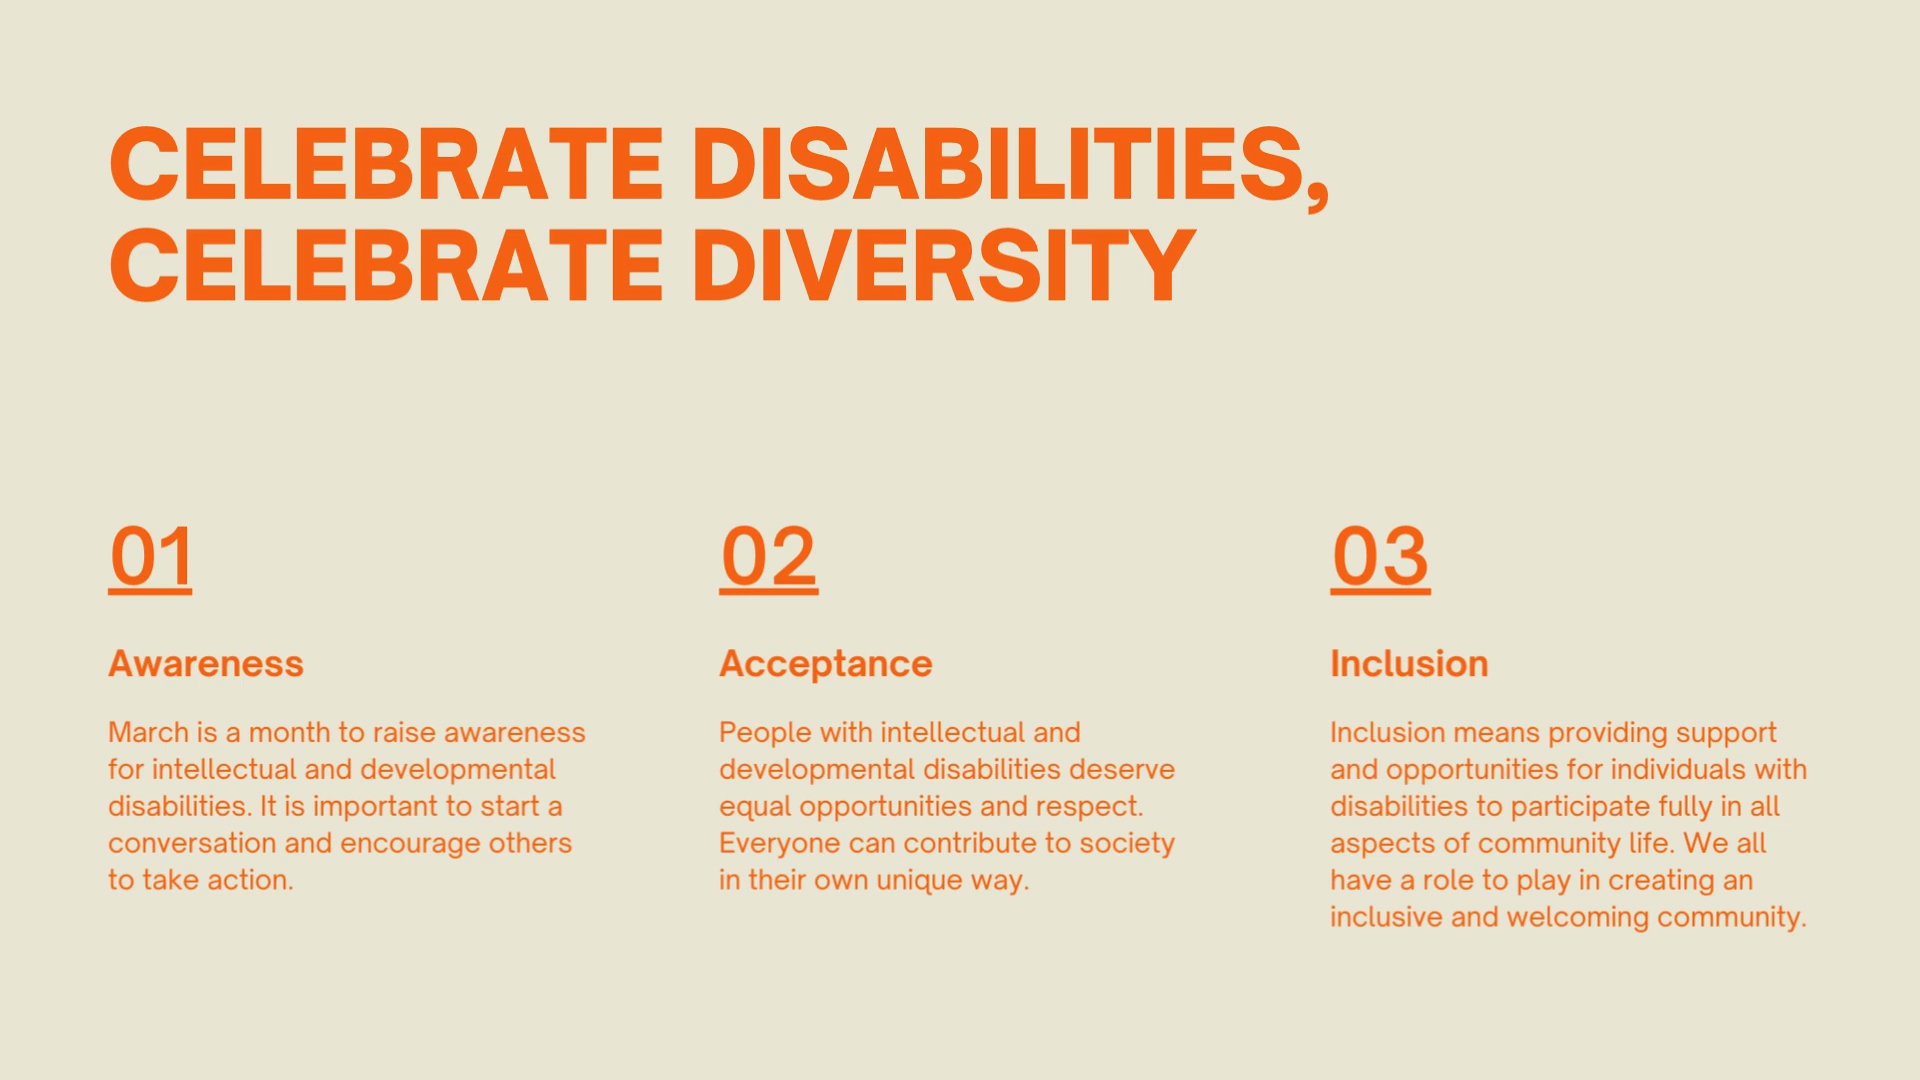 CELEBRATE DISABILITIES,
CELEBRATE DIVERSITY
01
Awareness
March is a month to raise awareness
for intellectual and developmental
disabilities. It is important to start a
conversation and encourage others
to take action.
02
Acceptance
People with intellectual and
developmental disabilities deserve
equal opportunities and respect.
Everyone can contribute to society
in their own unique way.
03
Inclusion
Inclusion means providing support
and opportunities for individuals with
disabilities to participate fully in all
aspects of community life. We all
have a role to play in creating an
inclusive and welcoming community.